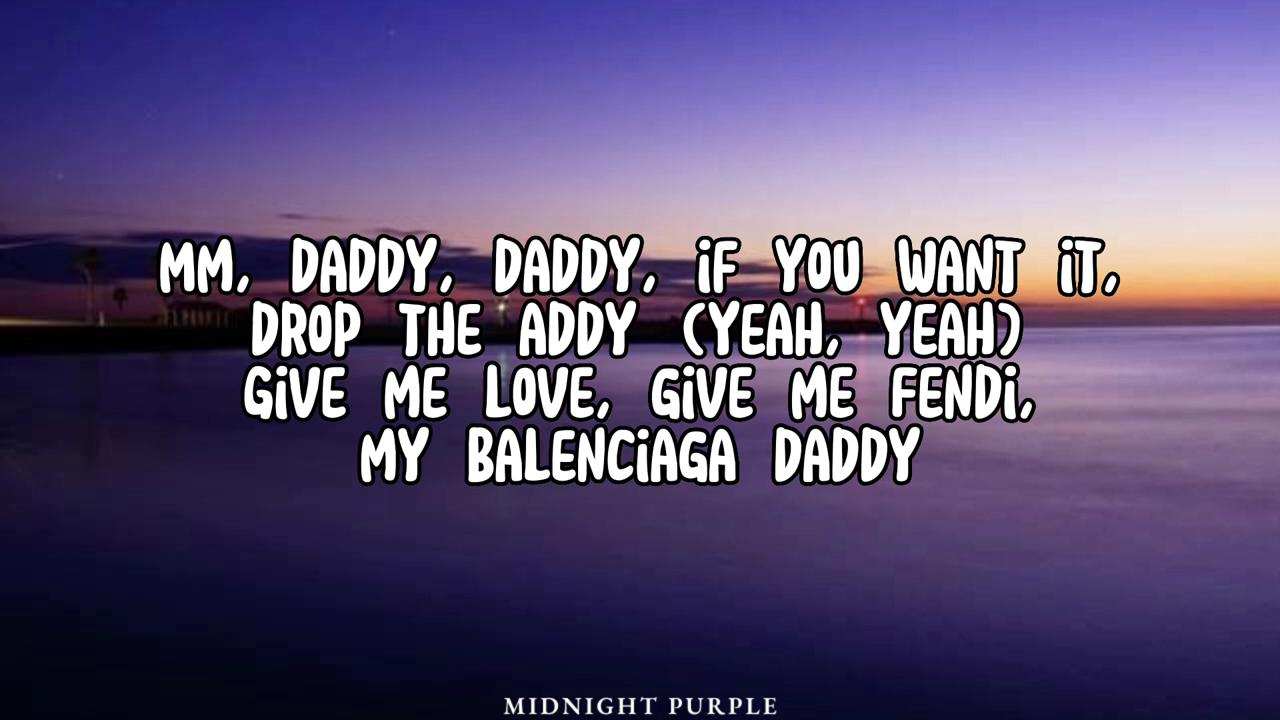 MM, DADDY, DADDY, iF YOU WANT iT,
DROP THE ADDY (YEAH, YEAH)
GiVE ME LOVE, GiVE ME FENDi,
MY BALENCiAGA DADDY
MIDNIGHT PURPLE